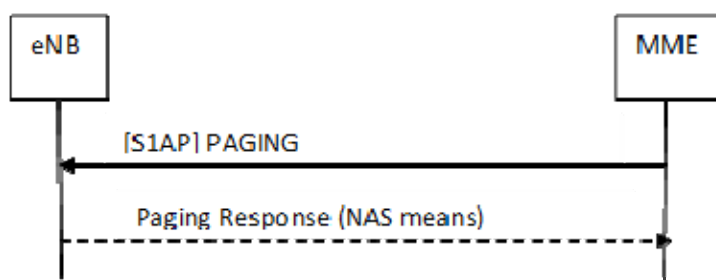 eNB
MME
[S1AP] PAGING
Paging Response (NAS means)